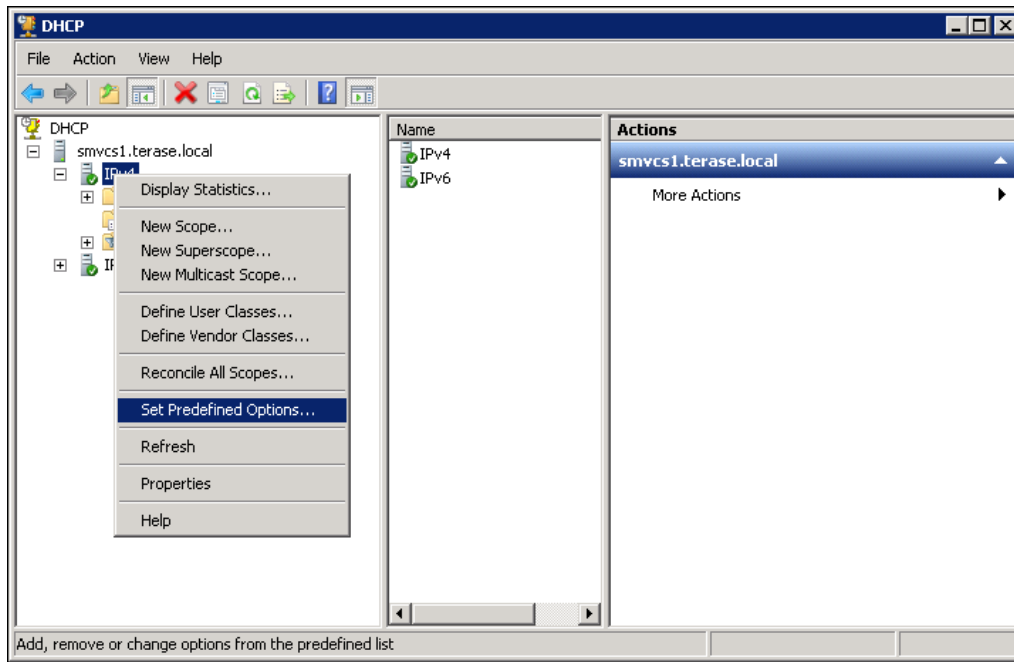 DHCP
File Action View Help
DHCP
smvcs1.terase.local
IPv4
Display Statistics...
New Scope...
New Superscope...
New Multicast Scope...
Define User Classes...
Define Vendor Classes...
Reconcile All Scopes...
Set Predefined Options...
Refresh
Properties
Help
Name
IPv4
IPv6
Actions
smvcs1.terase.local
More Actions
Add, remove or change options from the predefined list